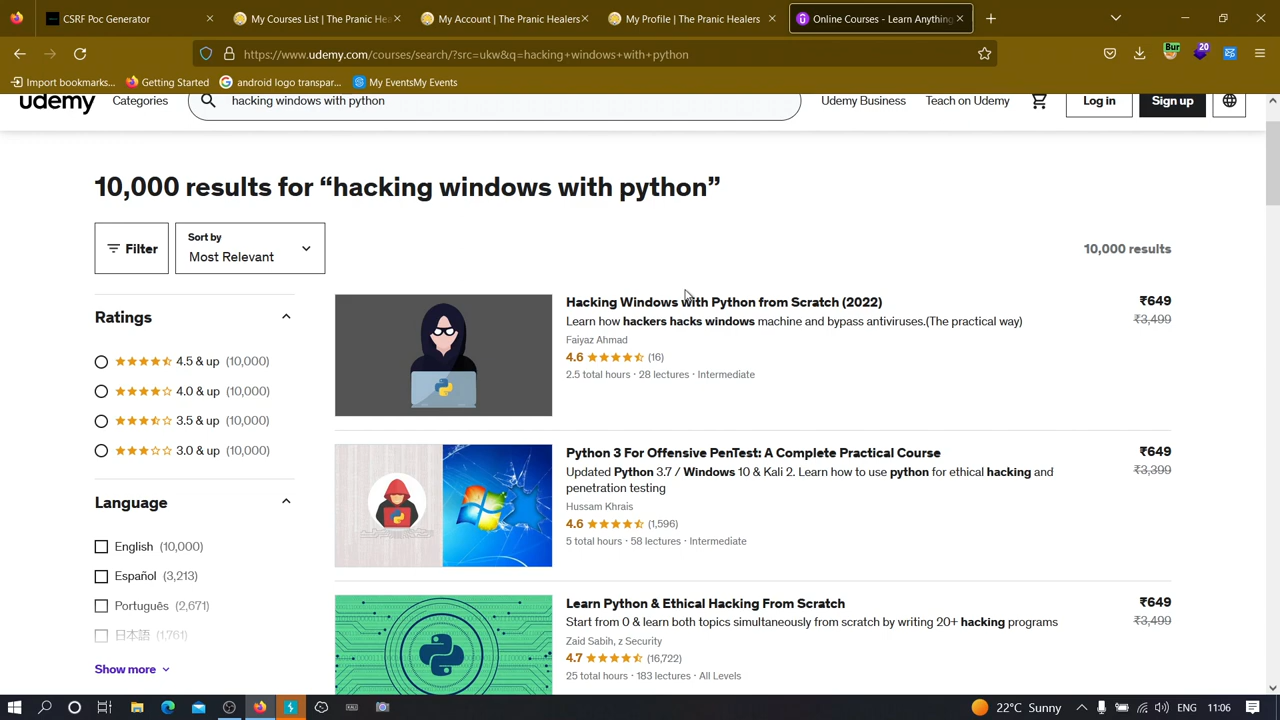 CSRF Poc Generator
My Courses List | The Pranic Hea
My Account | The Pranic Healers
My Profile | The Pranic Healers
Online Courses - Learn Anything
https://www.udemy.com/courses/search/?src=ukw&q=hacking+windows+with+python
Bur
20
Import bookmarks...
Getting Started
android logo transpar...
My EventsMy Events
udemy
Categories
hacking windows with python
Udemy Business
Teach on Udemy
Log in
Sign up
10,000 results for “hacking windows with python”
Filter
Sort by
Most Relevant
10,000 results
Ratings
4.5 & up (10,000)
4.0 & up (10,000)
3.5 & up (10,000)
3.0 & up (10,000)
Language
English (10,000)
Español (3,213)
Português (2,671)
日本語 (1,761)
Show more
Hacking Windows with Python from Scratch (2022)
₹649
Learn how hackers hacks windows machine and bypass antiviruses.(The practical way)
₹3,499
Faiyaz Ahmad
4.6 (16)
2.5 total hours · 28 lectures · Intermediate
Python 3 For Offensive PenTest: A Complete Practical Course
₹649
Updated Python 3.7 / Windows 10 & Kali 2. Learn how to use python for ethical hacking and
₹3,399
penetration testing
Hussam Khrais
4.6 (1,596)
5 total hours · 58 lectures · Intermediate
Learn Python & Ethical Hacking From Scratch
₹649
Start from 0 & learn both topics simultaneously from scratch by writing 20+ hacking programs
₹3,499
Zaid Sabih, z Security
4.7 (16,722)
25 total hours · 183 lectures · All Levels
22°C Sunny
ENG
11:06